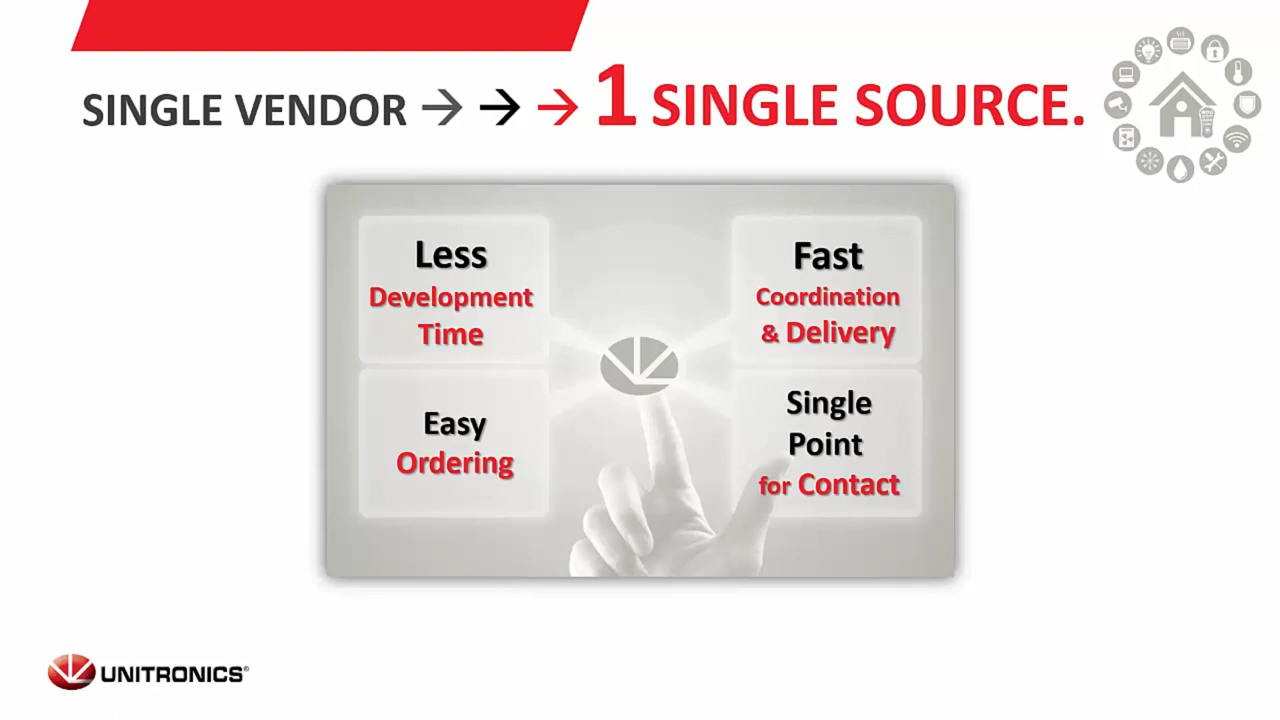 SINGLE VENDOR → → → 1 SINGLE SOURCE.
Less
Development
Time
Easy
Ordering
Fast
Coordination
& Delivery
Single
Point
for Contact
UNITRONICS®